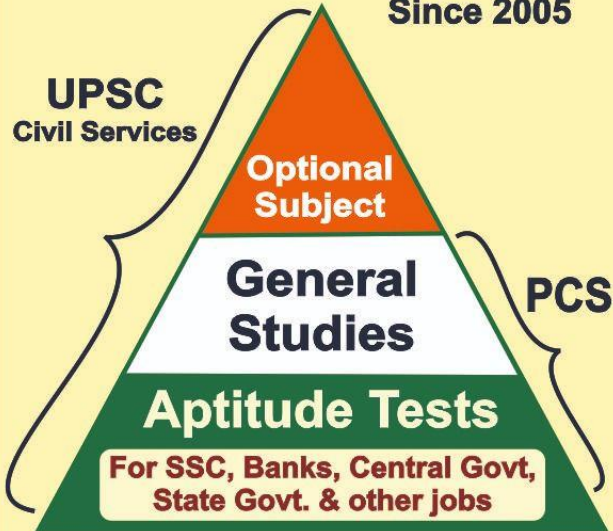 Since 2005
UPSC
Civil Services
Optional
Subject
General
Studies
PCS
Aptitude Tests
For SSC, Banks, Central Govt,
State Govt. & other jobs